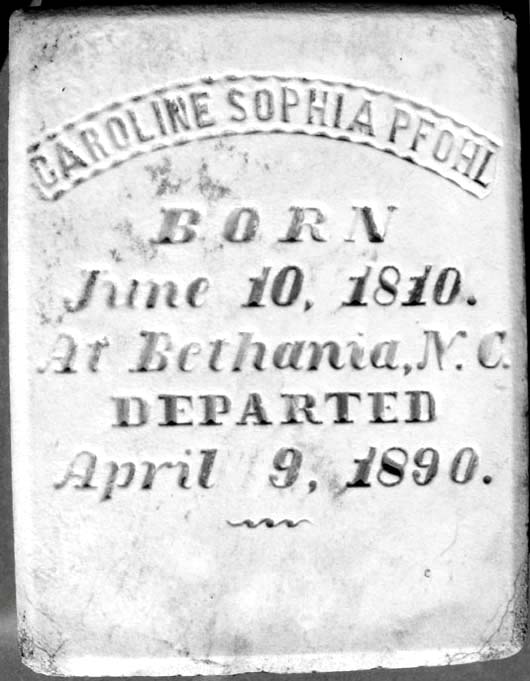 CAROLINE SOPHIA PFOHL
BORN
June 10, 1810.
At Bethania, N. C.
DEPARTED
April 9, 1890.